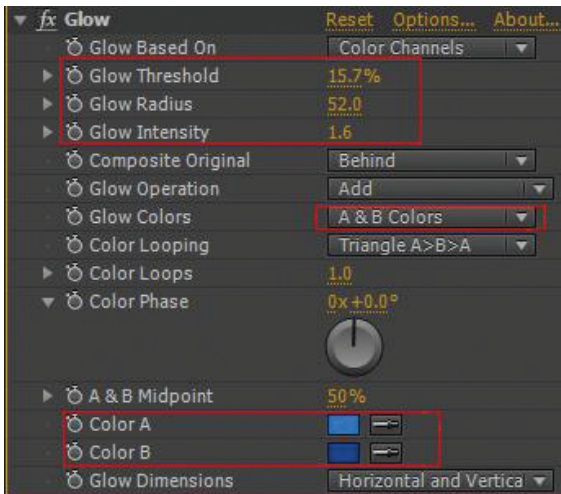 fx Glow Reset Options... About...
Glow Based On Color Channels
Glow Threshold 15.7%
Glow Radius 52.0
Glow Intensity 1.6
Composite Original Behind
Glow Operation Add
Glow Colors A & B Colors
Color Looping Triangle A>B>A
Color Loops 1.0
Color Phase 0x+0.0°
A & B Midpoint 50%
Color A
Color B
Glow Dimensions Horizontal and Vertica